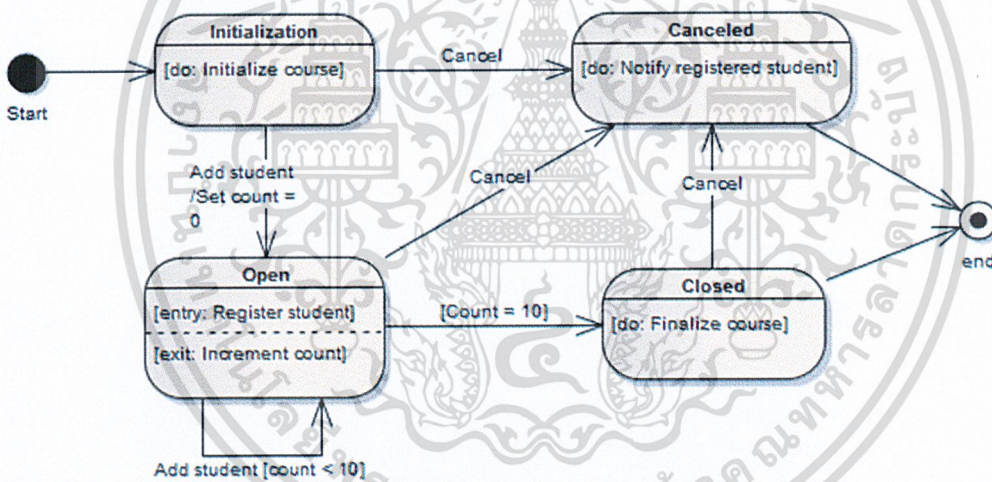 Initialization
[do: Initialize course]
Canceled
[do: Notify registered student]
Cancel
Start
Add student
/Set count =
0
Cancel
Cancel
end
Open
[entry: Register student]
[exit: Increment count]
[Count = 10]
Closed
[do: Finalize course]
Add student [count < 10]